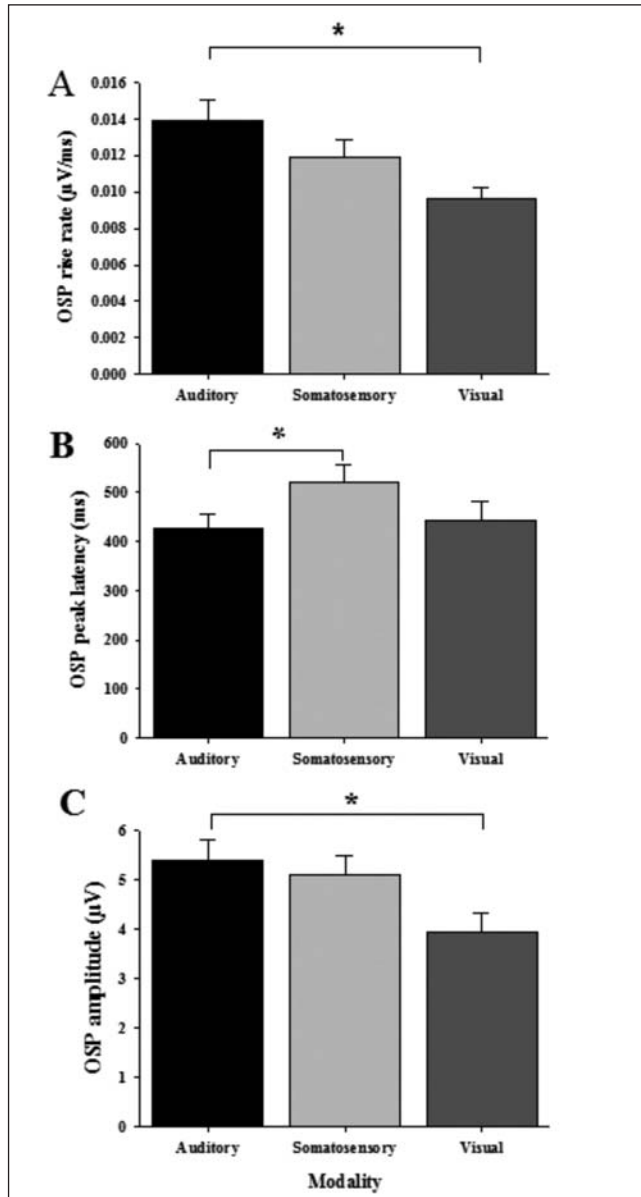 *
A
OSP rise rate (µV/ms)
0.016
0.014
0.012
0.010
0.008
0.006
0.004
0.002
0.000
Auditory Somatosensory Visual
B
*
OSP peak latency (ms)
600
500
400
300
200
100
0
Auditory Somatosensory Visual
C
*
OSP amplitude (µV)
6
5
4
3
2
1
0
Auditory Somatosensory Visual
Modality